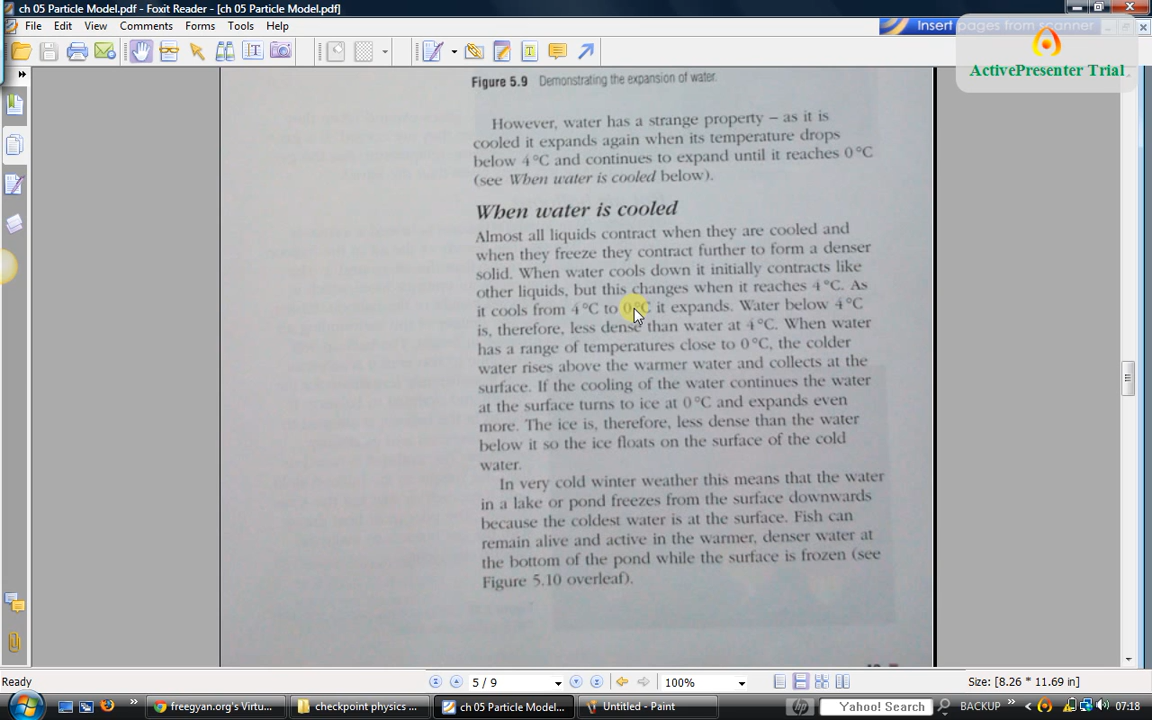 ch 05 Particle Model.pdf - Foxit Reader - [ch 05 Particle Model.pdf]
File Edit View Comments Forms Tools Help
Insert pages from scanner
ActivePresenter Trial
Figure 5.9 Demonstrating the expansion of water.
However, water has a strange property – as it is
cooled it expands again when its temperature drops
below 4 °C and continues to expand until it reaches 0 °C
(see When water is cooled below).
When water is cooled
Almost all liquids contract when they are cooled and
when they freeze they contract further to form a denser
solid. When water cools down it initially contracts like
other liquids, but this changes when it reaches 4 °C. As
it cools from 4 °C to 0 °C it expands. Water below 4 °C
is, therefore, less dense than water at 4 °C. When water
has a range of temperatures close to 0 °C, the colder
water rises above the warmer water and collects at the
surface. If the cooling of the water continues the water
at the surface turns to ice at 0 °C and expands even
more. The ice is, therefore, less dense than the water
below it so the ice floats on the surface of the cold
water.
In very cold winter weather this means that the water
in a lake or pond freezes from the surface downwards
because the coldest water is at the surface. Fish can
remain alive and active in the warmer, denser water at
the bottom of the pond while the surface is frozen (see
Figure 5.10 overleaf).
Ready
5 / 9
100%
Size: [8.26 * 11.69 in]
freegyan.org's Virtu...
checkpoint physics ...
ch 05 Particle Model...
Untitled - Paint
hp
Yahoo! Search
BACKUP
07:18